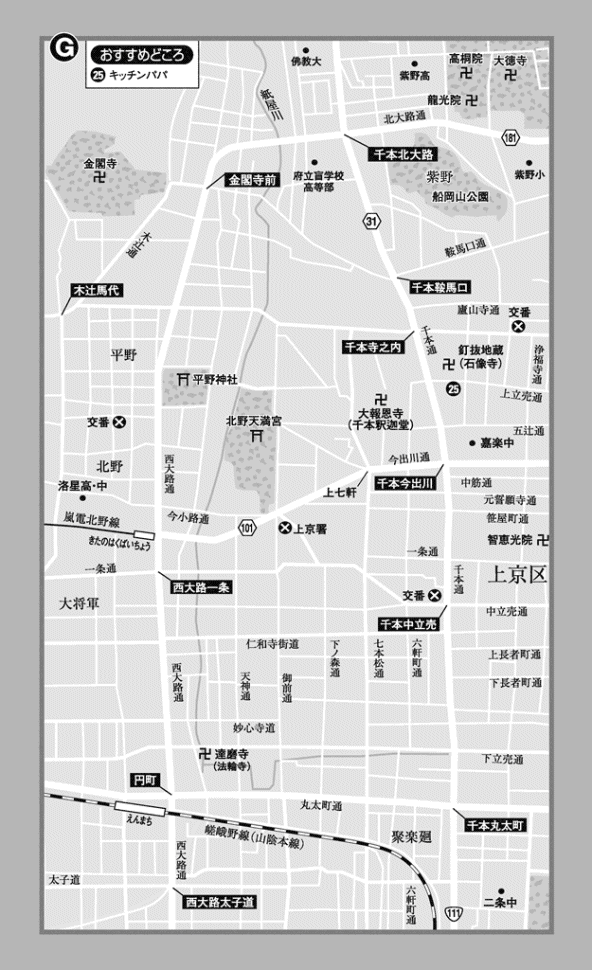 G
おすすめどころ
25 キッチンパパ
佛教大
紫野高
高桐院
大徳寺
龍光院
紙屋川
北大路通
181
千本北大路
金閣寺
金閣寺前
府立盲学校
高等部
紫野
船岡山公園
紫野小
31
木辻通
鞍馬口通
木辻馬代
千本鞍馬口
蘆山寺通
交番
千本寺之内
千本通
釘抜地蔵
(石像寺)
浄福寺通
平野
平野神社
25
上立売通
大報恩寺
(千本釈迦堂)
北野天満宮
交番
五辻通
嘉楽中
北野
西大路通
今出川通
洛星高・中
上七軒
千本今出川
中筋通
元誓願寺通
笹屋町通
嵐電北野線
きたのはくばいちょう
今小路通
101
上京署
智恵光院
一条通
一条通
千本通
上京区
西大路一条
大将軍
交番
中立売通
千本中立売
仁和寺街道
下ノ森通
七本松通
六軒町通
上長者町通
西大路通
天神通
御前通
下長者町通
妙心寺道
達磨寺
(法輪寺)
下立売通
円町
丸太町通
えんまち
千本丸太町
嵯峨野線(山陰本線)
聚楽廻
西大路通
太子道
西大路太子道
六軒町通
111
二条中